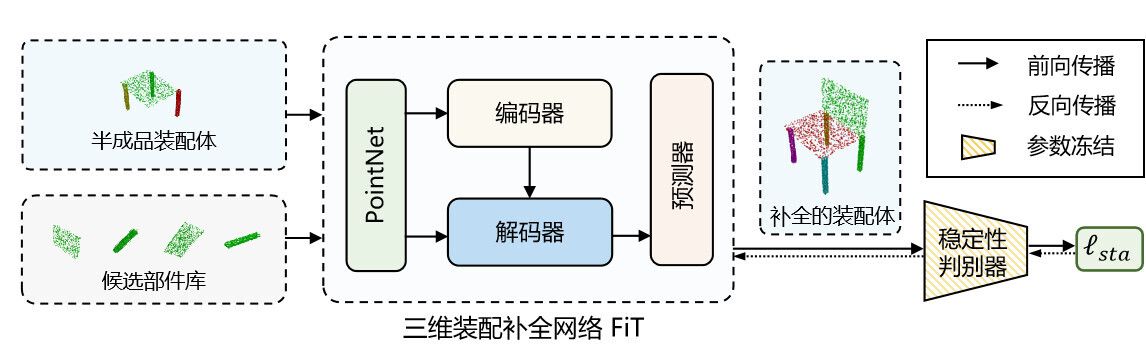 半成品装配体
候选部件库
PointNet
编码器
解码器
预测器
三维装配补全网络 FiT
补全的装配体
前向传播
反向传播
参数冻结
稳定性
判别器
ℓsta